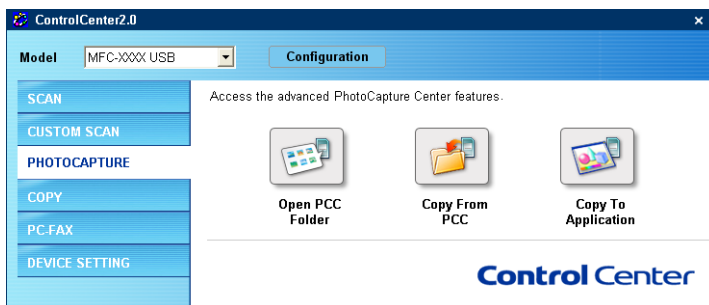 ControlCenter2.0
Model MFC-XXXX USB Configuration
SCAN
CUSTOM SCAN
PHOTOCAPTURE
COPY
PC-FAX
DEVICE SETTING
Access the advanced PhotoCapture Center features.
Open PCC
Folder
Copy From
PCC
Copy To
Application
Control Center